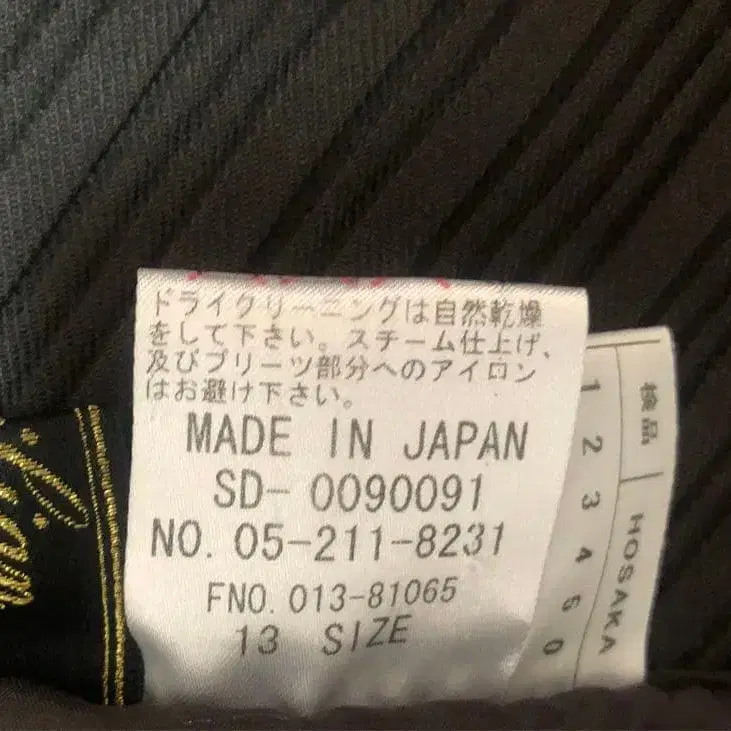 ドライクリーニングは自然乾燥
をして下さい。スチーム仕上げ、
及びプリーツ部分へのアイロン
はお避け下さい。
MADE IN JAPAN
SD- 0090091
NO. 05-211-8231
FNO. 013-81065
13 SIZE
検品 HOSAKA
1 2 3 4 6 0